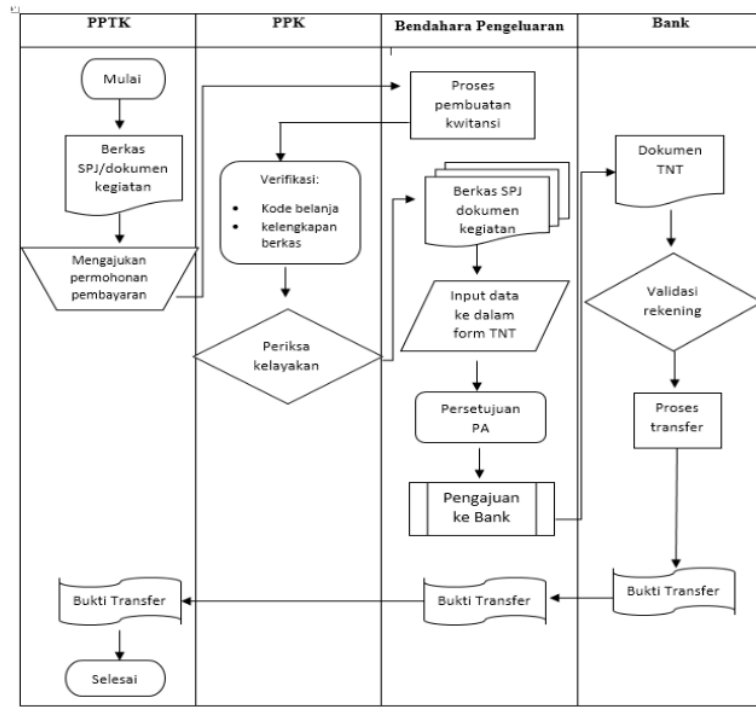 PPTK
PPK
Bendahara Pengeluaran
Bank
Mulai
Berkas
SPJ/dokumen
kegiatan
Mengajukan
permohonan
pembayaran
Verifikasi:
• Kode belanja
• kelengkapan
berkas
Periksa
kelayakan
Proses
pembuatan
kwitansi
Berkas SPJ
dokumen
kegiatan
Input data
ke dalam
form TNT
Persetujuan
PA
Pengajuan
ke Bank
Dokumen
TNT
Validasi
rekening
Proses
transfer
Bukti Transfer
Bukti Transfer
Bukti Transfer
Selesai